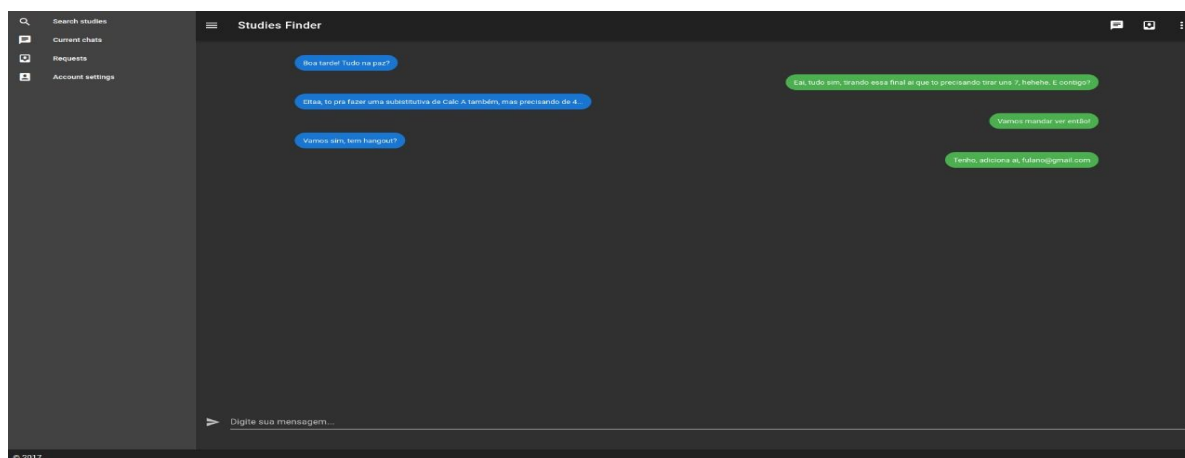 Search studies
Current chats
Requests
Account settings
Studies Finder
Boa tarde! Tudo na paz?
Eai, tudo sim, tirando essa final ai que to precisando tirar uns 7, hehehe. E contigo?
Eitaa, to pra fazer uma subistitutiva de Calc A também, mas precisando de 4...
Vamos mandar ver então!
Vamos sim, tem hangout?
Tenho, adiciona ai, fulano@gmail.com
Digite sua mensagem...
© 2017